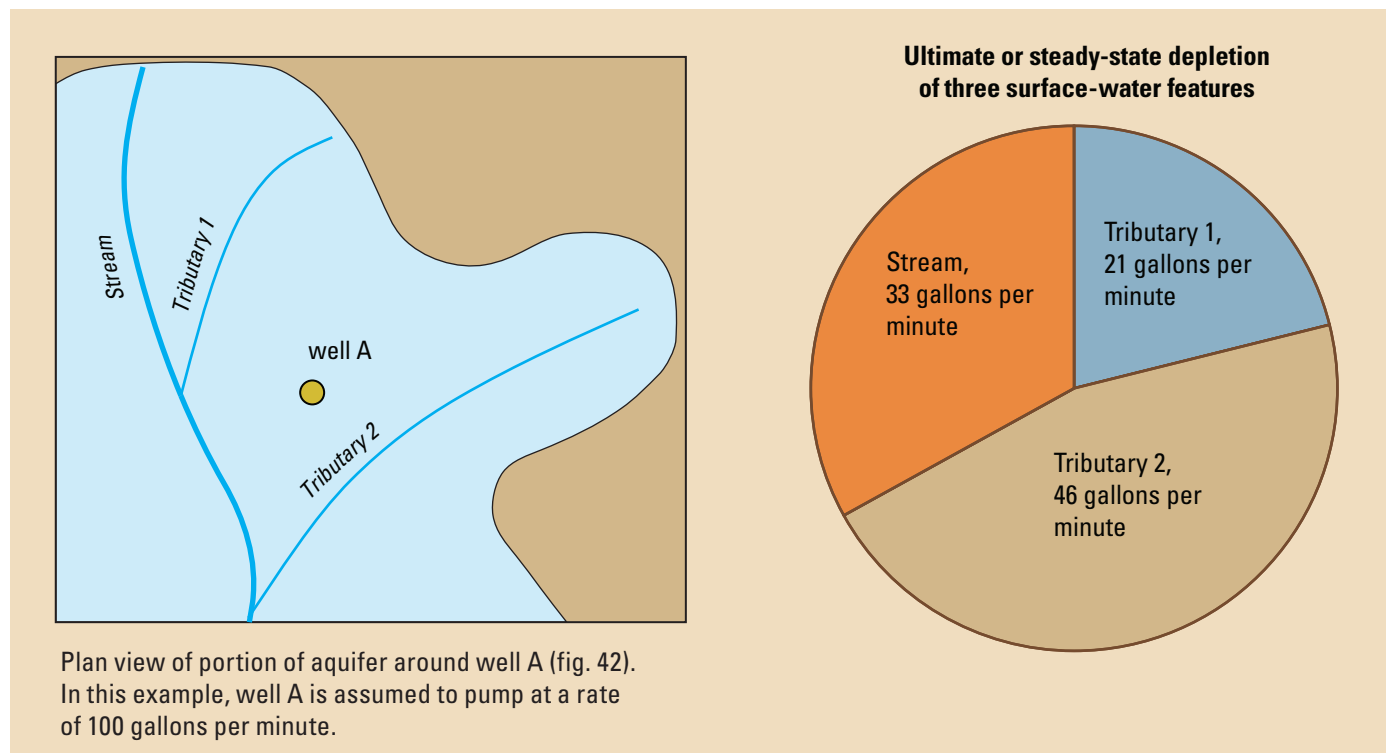 Stream
Tributary 1
well A
Tributary 2
Plan view of portion of aquifer around well A (fig. 42).
In this example, well A is assumed to pump at a rate
of 100 gallons per minute.
Ultimate or steady-state depletion
of three surface-water features
Stream,
33 gallons per
minute
Tributary 1,
21 gallons per
minute
Tributary 2,
46 gallons per
minute